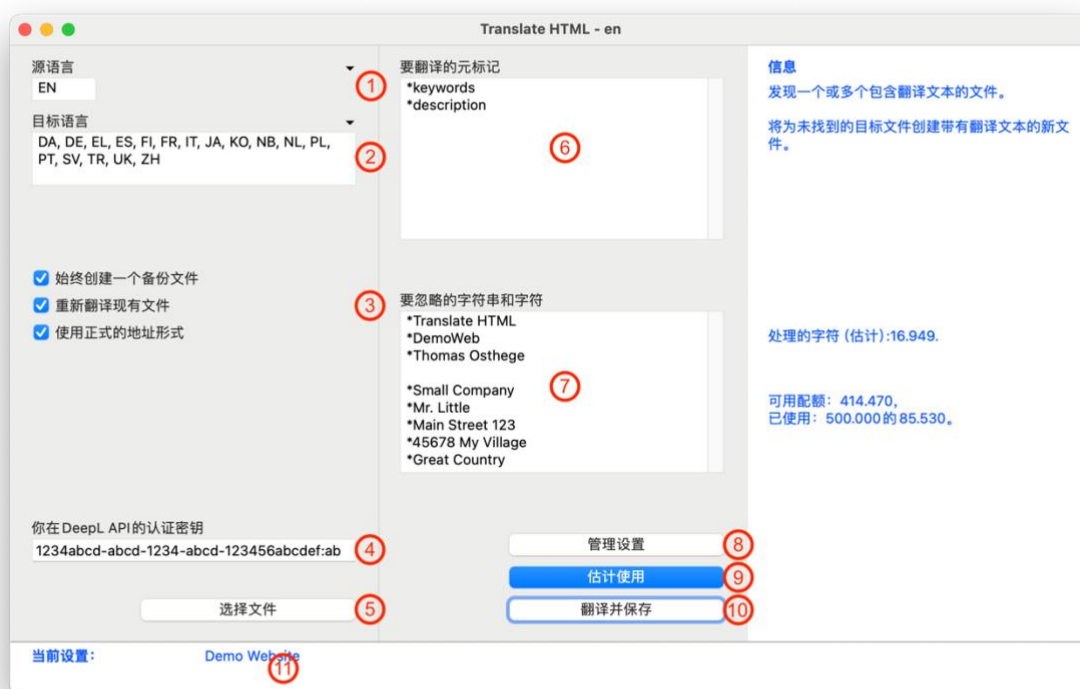 Translate HTML - en
源语言
EN
1
目标语言
DA, DE, EL, ES, FI, FR, IT, JA, KO, NB, NL, PL,
PT, SV, TR, UK, ZH
2
始终创建一个备份文件
重新翻译现有文件
使用正式的地址形式
3
你在DeepL API的认证密钥
1234abcd-abcd-1234-abcd-123456abcdef:ab
4
选择文件
5
要翻译的元标记
*keywords
*description
6
要忽略的字符串和字符
*Translate HTML
*DemoWeb
*Thomas Osthege
*Small Company
*Mr. Little
*Main Street 123
*45678 My Village
*Great Country
7
管理设置
8
估计使用
9
翻译并保存
10
信息
发现一个或多个包含翻译文本的文件。
将为未找到的目标文件创建带有翻译文本的新文
件。
处理的字符 (估计):16.949.
可用配额：414.470,
已使用：500.000的85.530。
当前设置：
Demo Website
11